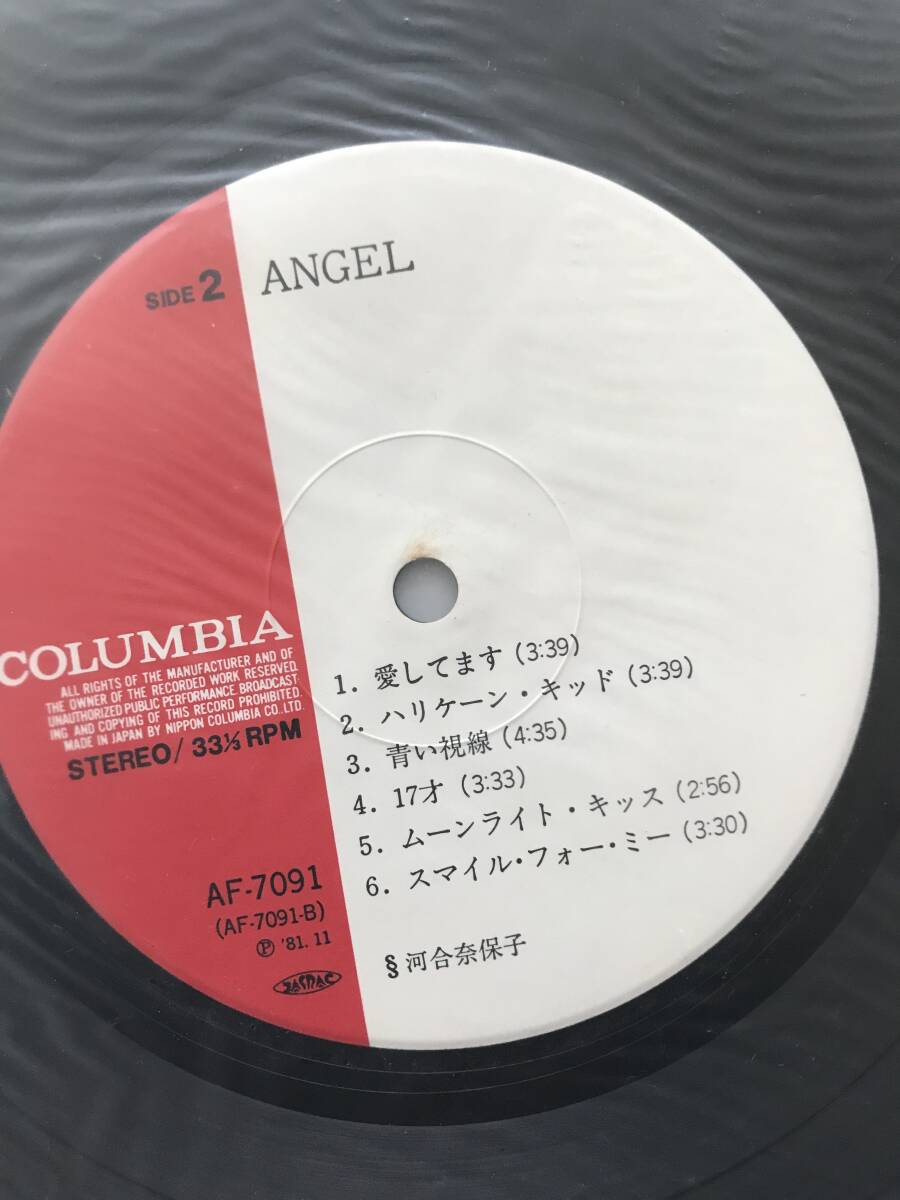 SIDE 2
ANGEL
COLUMBIA
ALL RIGHTS OF THE MANUFACTURER AND OF
THE OWNER OF THE RECORDED WORK RESERVED.
UNAUTHORIZED PUBLIC PERFORMANCE BROADCAST-
ING AND COPYING OF THIS RECORD PROHIBITED.
MADE IN JAPAN BY NIPPON COLUMBIA CO., LTD.
STEREO/33⅓ RPM
1. 愛してます (3:39)
2. ハリケーン・キッド (3:39)
3. 青い視線 (4:35)
4. 17才 (3:33)
5. ムーンライト・キッス (2:56)
6. スマイル・フォー・ミー (3:30)
AF-7091
(AF-7091-B)
Ⓟ '81. 11
JASRAC
§河合奈保子